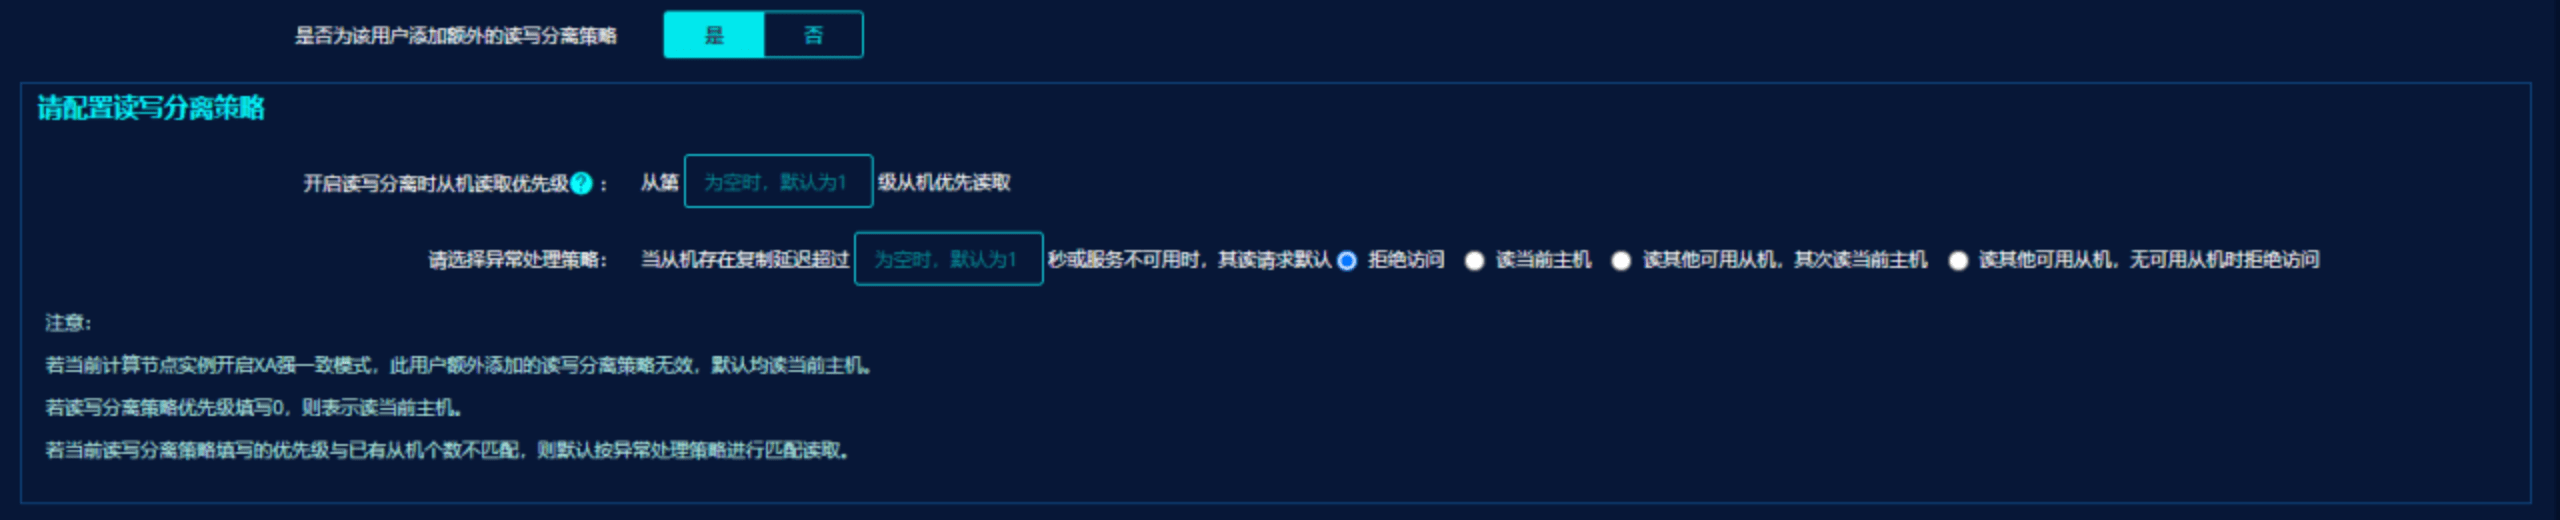 是否为该用户添加额外的读写分离策略 是 否
请配置读写分离策略
开启读写分离时从机读取优先级? : 从第 为空时，默认为1 级从机优先读取
请选择异常处理策略: 当从机存在复制延迟超过 为空时，默认为1 秒或服务不可用时，其读请求默认 拒绝访问 读当前主机 读其他可用从机，其次读当前主机 读其他可用从机，无可用从机时拒绝访问
注意:
若当前计算节点实例开启XA强一致模式，此用户额外添加的读写分离策略无效，默认均读当前主机。
若读写分离策略优先级填写0，则表示读当前主机。
若当前读写分离策略填写的优先级与已有从机个数不匹配，则默认按异常处理策略进行匹配读取。